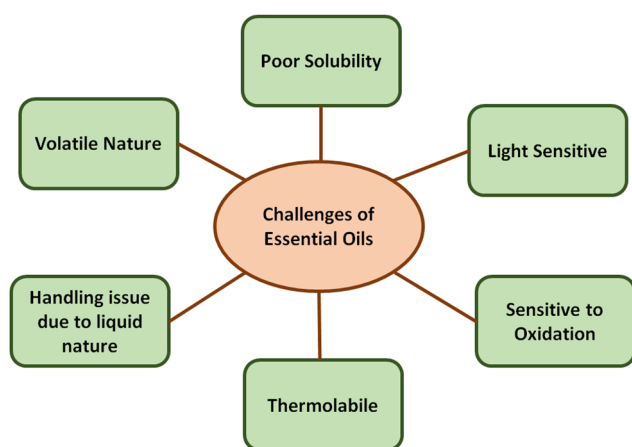 Poor Solubility
Volatile Nature
Light Sensitive
Challenges of
Essential Oils
Handling issue
due to liquid
nature
Sensitive to
Oxidation
Thermolabile